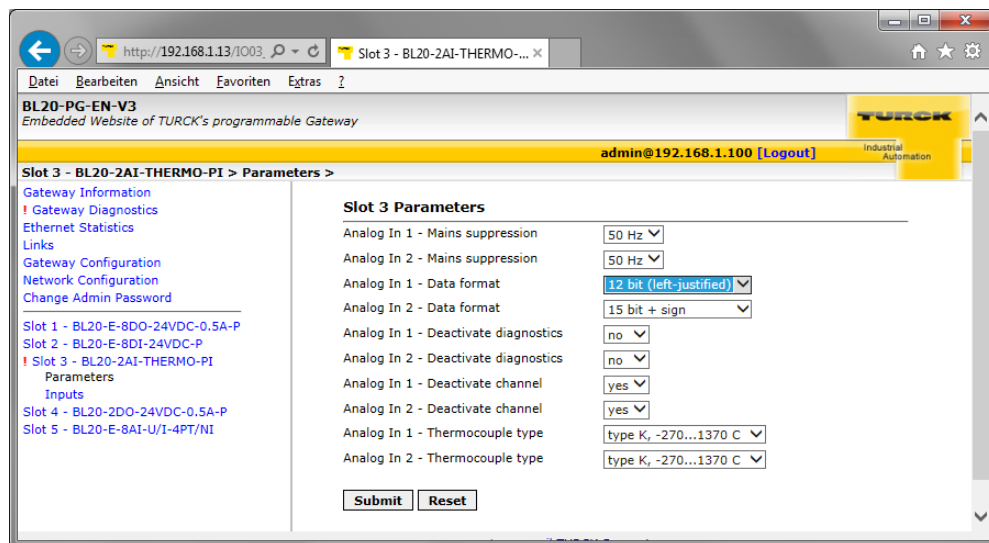 http://192.168.1.13/IO03_
Slot 3 - BL20-2AI-THERMO-...
Datei Bearbeiten Ansicht Favoriten Extras ?
BL20-PG-EN-V3
Embedded Website of TURCK's programmable Gateway
TURCK
Industrial
Automation
admin@192.168.1.100 [Logout]
Slot 3 - BL20-2AI-THERMO-PI > Parameters >
Gateway Information
! Gateway Diagnostics
Ethernet Statistics
Links
Gateway Configuration
Network Configuration
Change Admin Password
Slot 1 - BL20-E-8DO-24VDC-0.5A-P
Slot 2 - BL20-E-8DI-24VDC-P
! Slot 3 - BL20-2AI-THERMO-PI
Parameters
Inputs
Slot 4 - BL20-2DO-24VDC-0.5A-P
Slot 5 - BL20-E-8AI-U/I-4PT/NI
Slot 3 Parameters
Analog In 1 - Mains suppression 50 Hz
Analog In 2 - Mains suppression 50 Hz
Analog In 1 - Data format 12 bit (left-justified)
Analog In 2 - Data format 15 bit + sign
Analog In 1 - Deactivate diagnostics no
Analog In 2 - Deactivate diagnostics no
Analog In 1 - Deactivate channel yes
Analog In 2 - Deactivate channel yes
Analog In 1 - Thermocouple type type K, -270...1370 C
Analog In 2 - Thermocouple type type K, -270...1370 C
Submit Reset